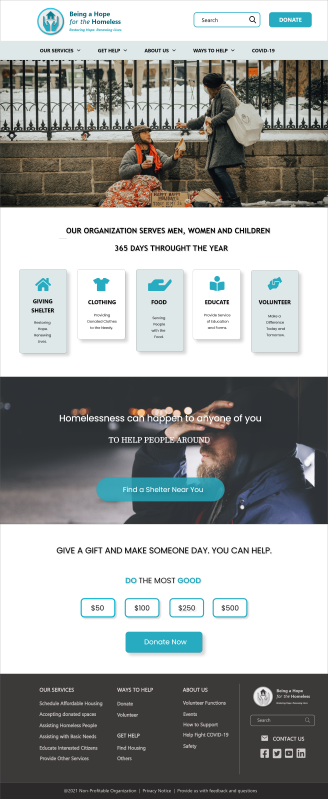 Being a Hope
for the Homeless
Restoring Hope. Renewing Lives.
Search
DONATE
OUR SERVICES
GET HELP
ABOUT US
WAYS TO HELP
COVID-19
OUR ORGANIZATION SERVES MEN, WOMEN AND CHILDREN
365 DAYS THROUGHT THE YEAR
GIVING
SHELTER
Restoring
Hope.
Renewing
lives.
CLOTHING
Providing
Donated Clothes
to the Needy.
FOOD
Serving
People
with the
Food.
EDUCATE
Provide Service
of Education
and Forms.
VOLUNTEER
Make a
Difference
Today and
Tomorrow.
Homelessness can happen to anyone of you
TO HELP PEOPLE AROUND
Find a Shelter Near You
GIVE A GIFT AND MAKE SOMEONE DAY. YOU CAN HELP.
DO THE MOST GOOD
$50
$100
$250
$500
Donate Now
OUR SERVICES
Schedule Affordable Housing
Accepting donated spaces
Assisting Homeless People
Assisting with Basic Needs
Educate Interested Citizens
Provide Other Services
WAYS TO HELP
Donate
Volunteer
GET HELP
Find Housing
Others
ABOUT US
Volunteer Functions
Events
How to Support
Help Fight COVID-19
Safety
Being a Hope
for the Homeless
Search
CONTACT US
©2021 Non-Profitable Organization | Privacy Notice | Provide us with feedback and questions